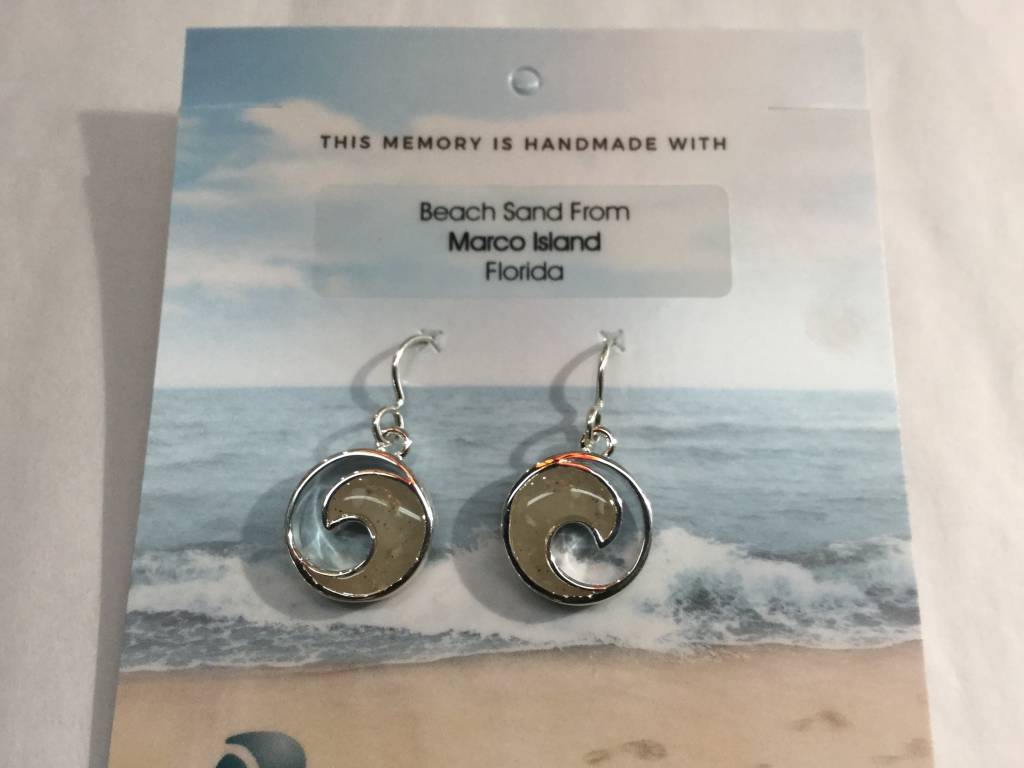 THIS MEMORY IS HANDMADE WITH
Beach Sand From
Marco Island
Florida